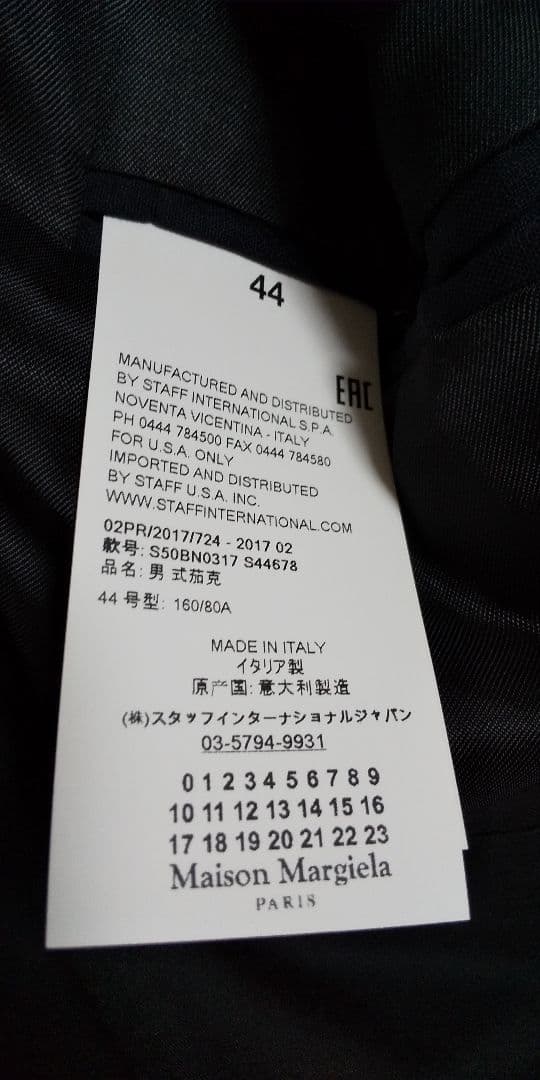 44
EAC
MANUFACTURED AND DISTRIBUTED
BY STAFF INTERNATIONAL S.P.A.
NOVENTA VICENTINA - ITALY
PH 0444 784500 FAX 0444 784580
FOR U.S.A. ONLY
IMPORTED AND DISTRIBUTED
BY STAFF U.S.A. INC.
WWW.STAFFINTERNATIONAL.COM
02PR/2017/724 - 2017 02
款号: S50BN0317 S44678
品名: 男 式茄克
44 号型: 160/80A
MADE IN ITALY
イタリア製
原产国: 意大利製造
(株)スタッフインターナショナルジャパン
03-5794-9931
0 1 2 3 4 5 6 7 8 9
10 11 12 13 14 15 16
17 18 19 20 21 22 23
Maison Margiela
PARIS